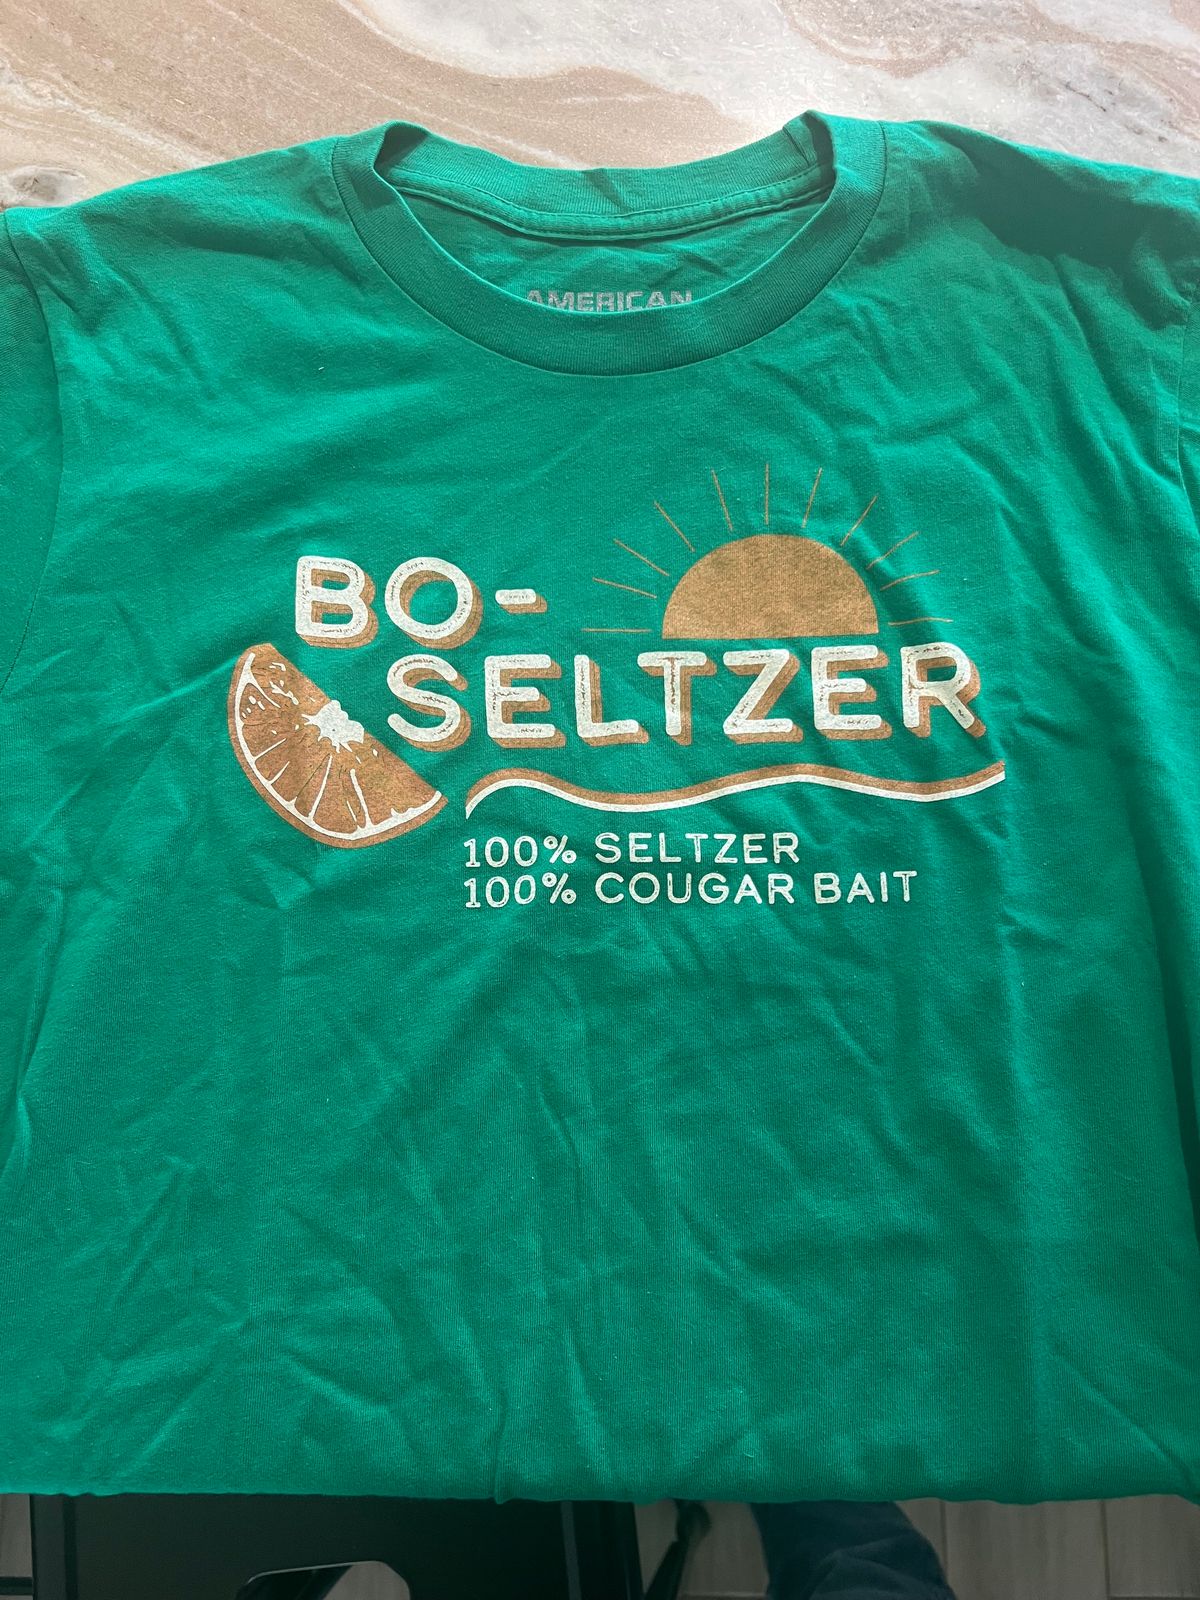 AMERICAN
BO-
SELTZER
100% SELTZER
100% COUGAR BAIT